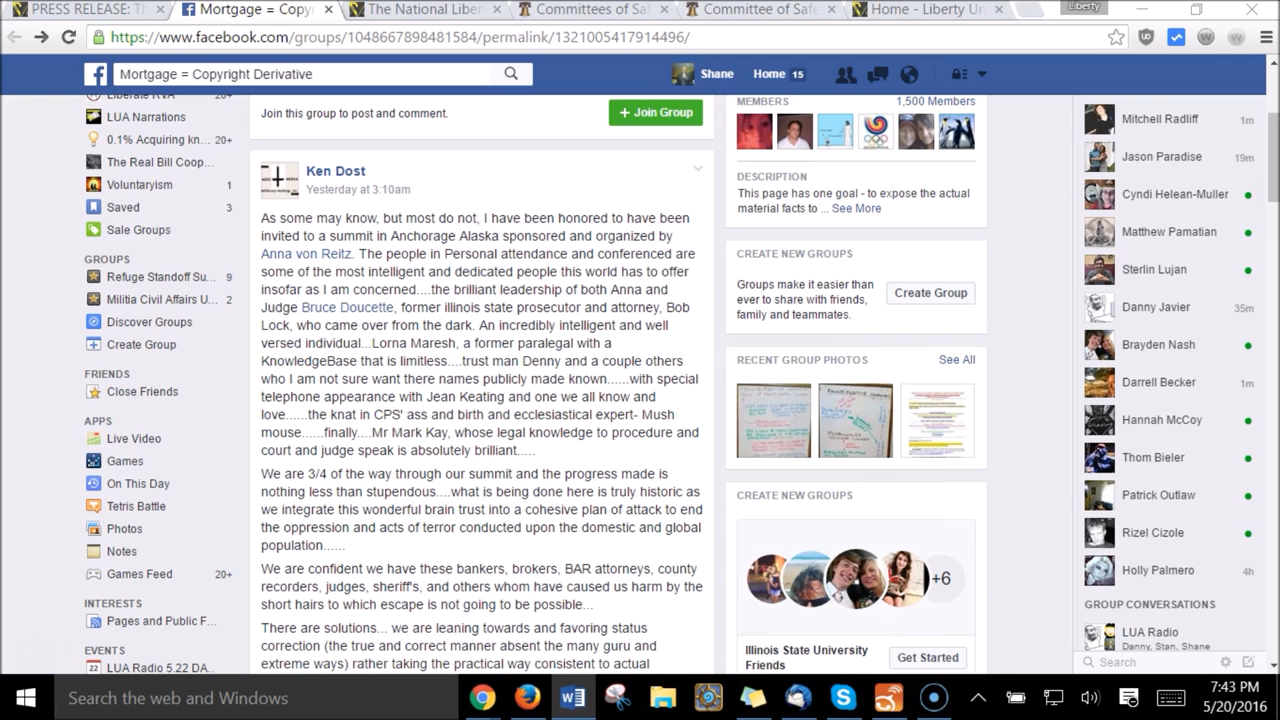 PRESS RELEASE: Th
Mortgage = Copy
The National Libert
Committees of Saf
Committee of Safe
Home - Liberty Un
Liberty
https://www.facebook.com/groups/1048667898481584/permalink/1321005417914496/
Mortgage = Copyright Derivative
Shane
Home 15
Liberate RVA 20+
LUA Narrations
0.1% Acquiring kn... 20+
The Real Bill Coop...
Voluntaryism 1
Saved 3
Sale Groups
GROUPS
Refuge Standoff Su... 9
Militia Civil Affairs U... 2
Discover Groups
Create Group
FRIENDS
Close Friends
APPS
Live Video
Games
On This Day
Tetris Battle
Photos
Notes
Games Feed 20+
INTERESTS
Pages and Public F...
EVENTS
22 LUA Radio 5.22 DA...
Join this group to post and comment.
+ Join Group
Ken Dost
Yesterday at 3:10am
As some may know, but most do not, I have been honored to have been
invited to a summit in Anchorage Alaska sponsored and organized by
Anna von Reitz. The people in Personal attendance and conferenced are
some of the most intelligent and dedicated people this world has to offer
insofar as I am concerned....the brilliant leadership of both Anna and
Judge Bruce Doucette, former illinois state prosecutor and attorney, Bob
Lock, who came over from the dark. An incredibly intelligent and well
versed individual...Lorna Maresh, a former paralegal with a
KnowledgeBase that is limitless....trust man Denny and a couple others
who I am not sure want there names publicly made known......with special
telephone appearance with Jean Keating and one we all know and
love......the knat in CPS' ass and birth and ecclesiastical expert- Mush
mouse......finally....Mr Mark Kay, whose legal knowledge to procedure and
court and judge speak is absolutely brilliant.....
We are 3/4 of the way through our summit and the progress made is
nothing less than stupendous....what is being done here is truly historic as
we integrate this wonderful brain trust into a cohesive plan of attack to end
the oppression and acts of terror conducted upon the domestic and global
population......
We are confident we have these bankers, brokers, BAR attorneys, county
recorders, judges, sheriff's, and others whom have caused us harm by the
short hairs to which escape is not going to be possible...
There are solutions... we are leaning towards and favoring status
correction (the true and correct manner absent the many guru and
extreme ways) rather taking the practical way consistent to actual
MEMBERS
1,500 Members
DESCRIPTION
This page has one goal - to expose the actual
material facts to ... See More
CREATE NEW GROUPS
Groups make it easier than
ever to share with friends,
family and teammates.
Create Group
RECENT GROUP PHOTOS
See All
CREATE NEW GROUPS
+6
Illinois State University
Friends
Get Started
Mitchell Radliff 1m
Jason Paradise 19m
Cyndi Helean-Muller
Matthew Pamatian
Sterlin Lujan
Danny Javier 35m
Brayden Nash
Darrell Becker 1m
Hannah McCoy
Thom Bieler
Patrick Outlaw
Rizel Cizole
Holly Palmero 4h
GROUP CONVERSATIONS
LUA Radio
Danny, Stan, Shane
Search
Search the web and Windows
7:43 PM
5/20/2016